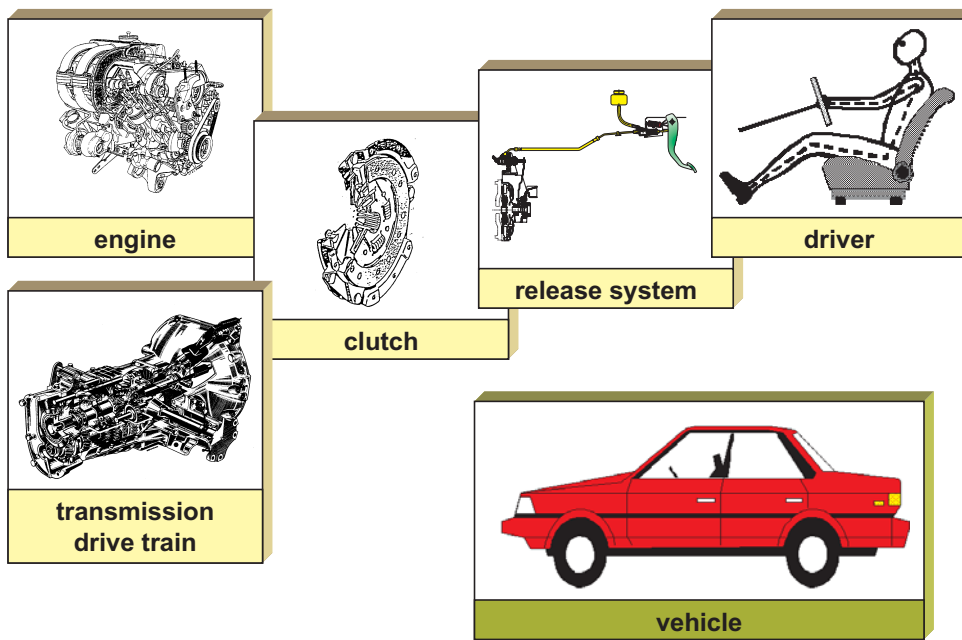 engine
clutch
release system
driver
transmission
drive train
vehicle